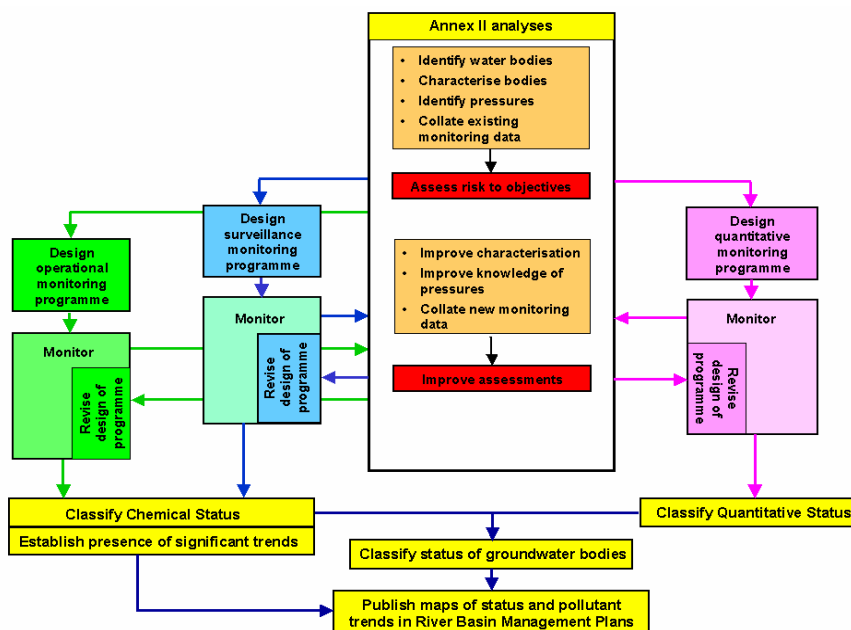 Annex II analyses
• Identify water bodies
• Characterise bodies
• Identify pressures
• Collate existing
monitoring data
Assess risk to objectives
Design
surveillance
monitoring
programme
Design
quantitative
monitoring
programme
Design
operational
monitoring
programme
• Improve characterisation
• Improve knowledge of
pressures
• Collate new monitoring
data
Improve assessments
Monitor
Revise
design of
programme
Monitor
Revise
design of
programme
Monitor
Revise
design of
programme
Classify Chemical Status
Establish presence of significant trends
Classify Quantitative Status
Classify status of groundwater bodies
Publish maps of status and pollutant
trends in River Basin Management Plans